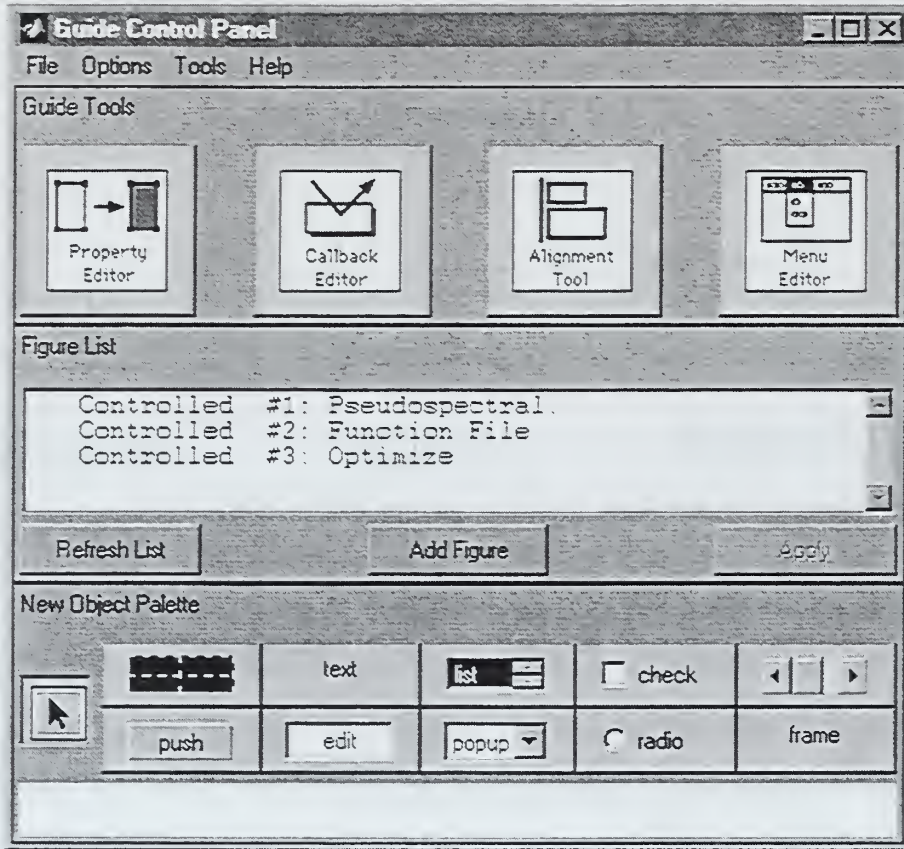 Guide Control Panel
File Options Tools Help
Guide Tools
Property Editor
Callback Editor
Alignment Tool
Menu Editor
Figure List
Controlled #1: Pseudospectral.
Controlled #2: Function File
Controlled #3: Optimize
Refresh List Add Figure Apply
New Object Palette
text list check
push edit popup radio frame